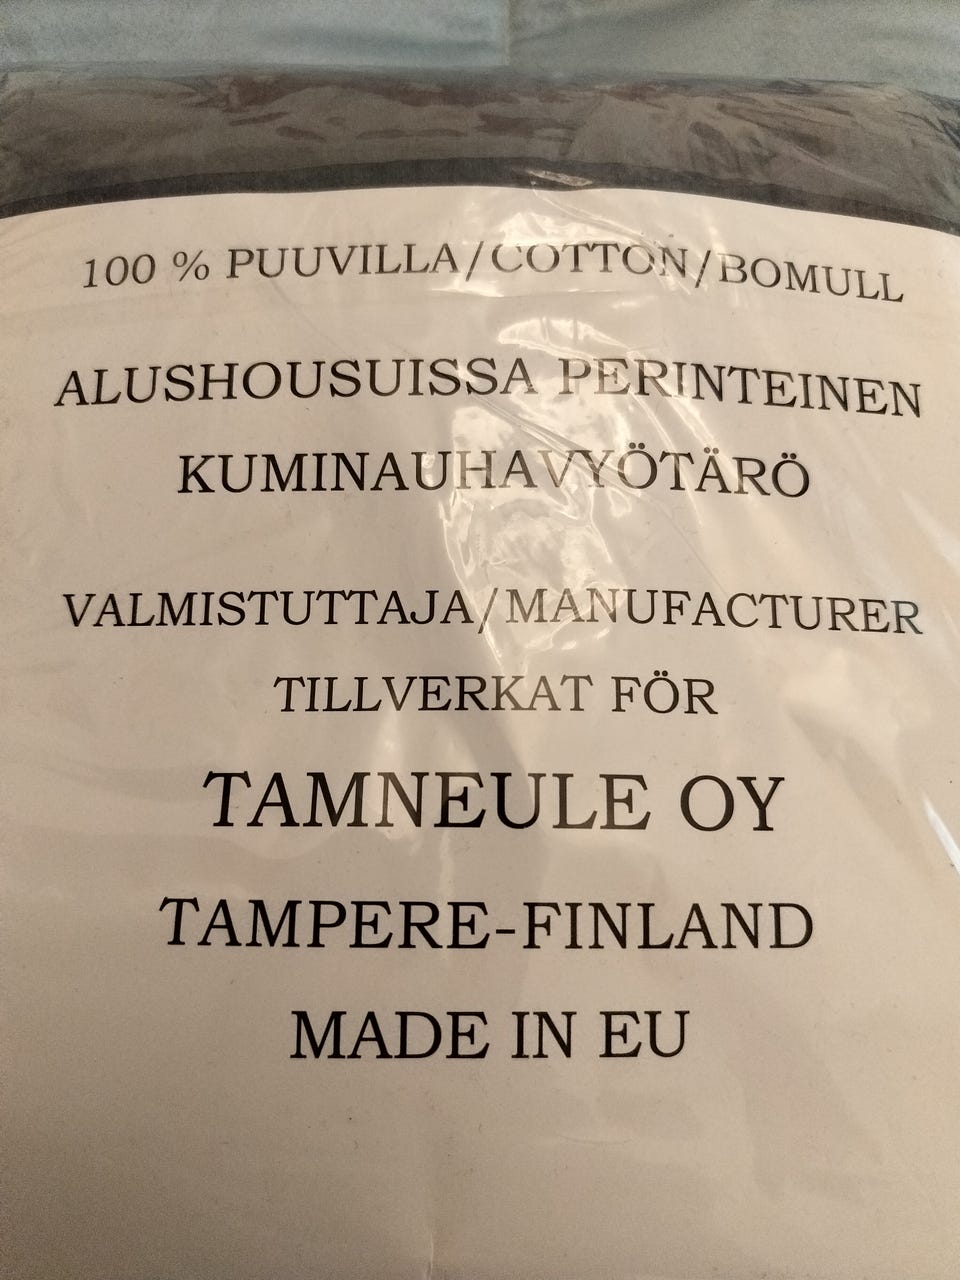 100 % PUUVILLA/COTTON/BOMULL
ALUSHOUSUISSA PERINTEINEN
KUMINAUHAVYÖTÄRÖ
VALMISTUTTAJA/MANUFACTURER
TILLVERKAT FÖR
TAMNEULE OY
TAMPERE-FINLAND
MADE IN EU